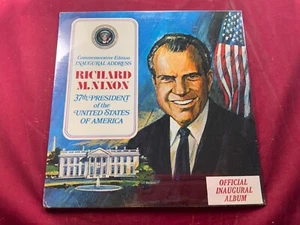 Commemorative Edition
INAUGURAL ADDRESS
RICHARD
M. NIXON
37th PRESIDENT
of the
UNITED STATES
OF AMERICA
OFFICIAL
INAUGURAL
ALBUM